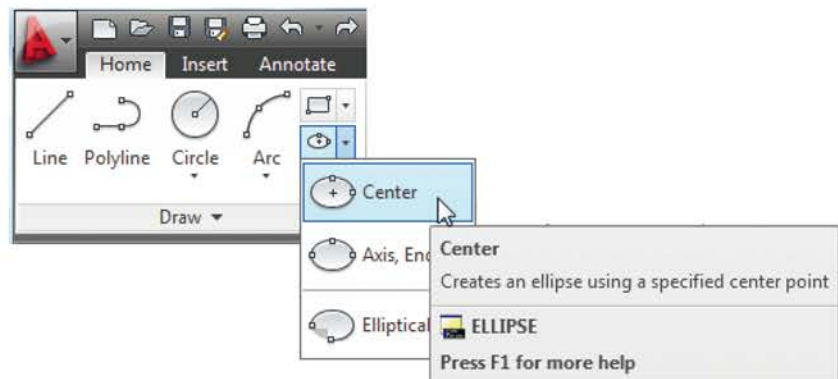 Home Insert Annotate
Line Polyline Circle Arc
Draw
Center
Axis, End
Elliptical
Center
Creates an ellipse using a specified center point
ELLIPSE
Press F1 for more help